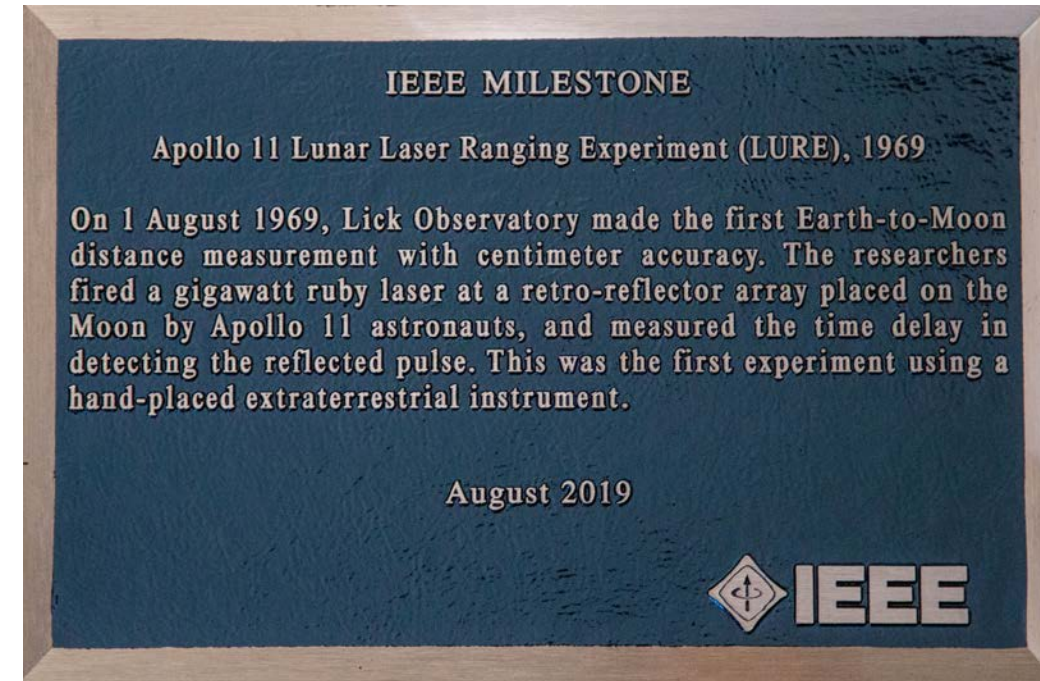 IEEE MILESTONE
Apollo 11 Lunar Laser Ranging Experiment (LURE), 1969
On 1 August 1969, Lick Observatory made the first Earth-to-Moon
distance measurement with centimeter accuracy. The researchers
fired a gigawatt ruby laser at a retro-reflector array placed on the
Moon by Apollo 11 astronauts, and measured the time delay in
detecting the reflected pulse. This was the first experiment using a
hand-placed extraterrestrial instrument.
August 2019
IEEE